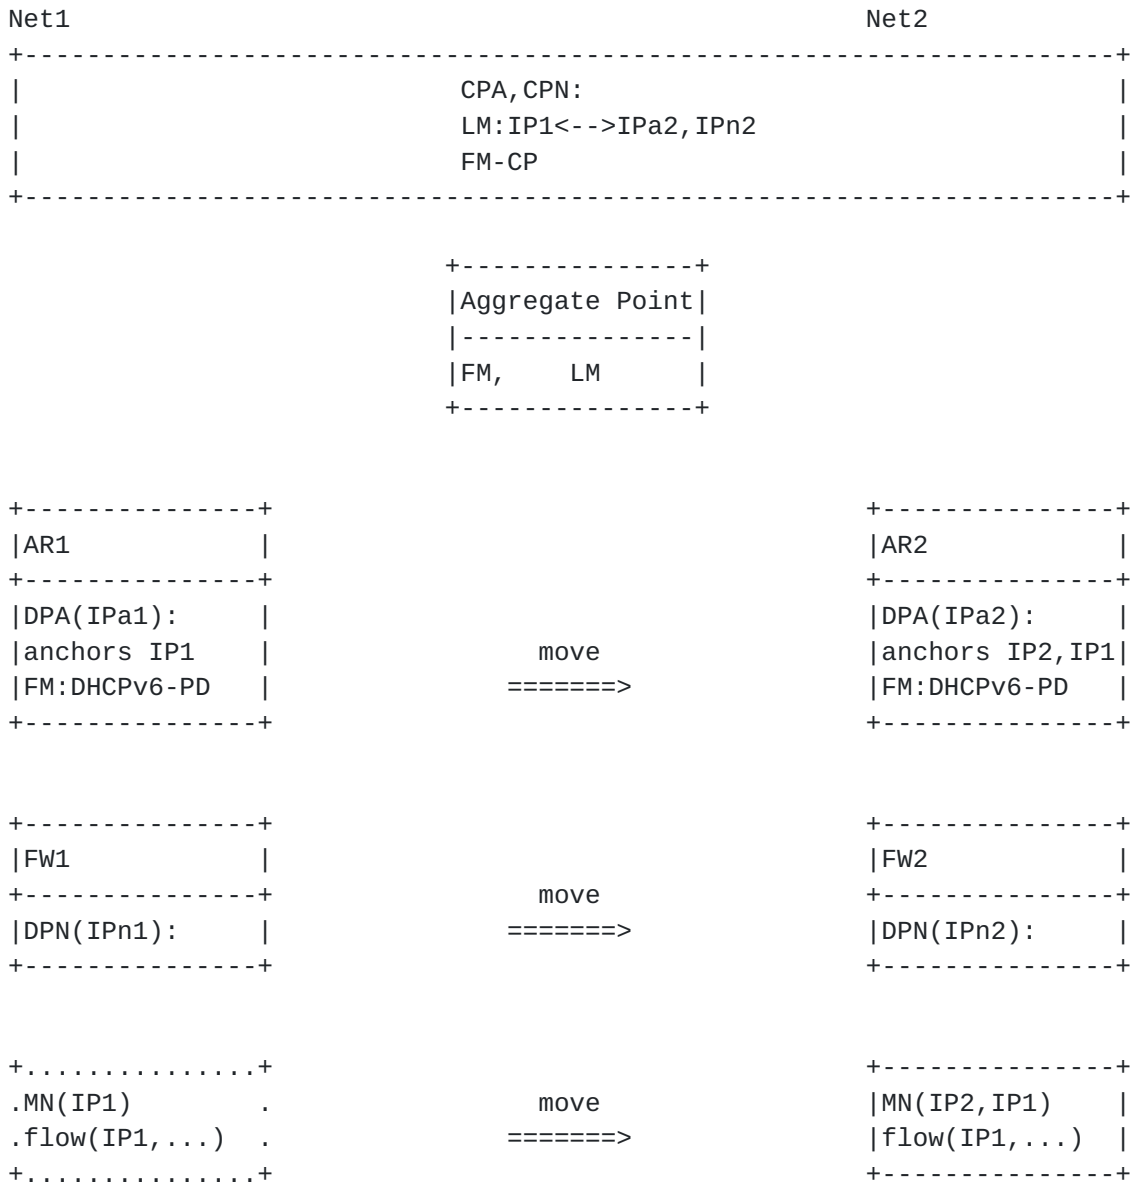 Net1 Net2
+-----------------------------------------------------------------------+
| CPA,CPN: |
| LM:IP1<-->IPa2,IPn2 |
| FM-CP |
+-----------------------------------------------------------------------+
+---------------+
|Aggregate Point|
|---------------|
|FM, LM |
+---------------+
+---------------+ +---------------+
|AR1 | |AR2 |
+---------------+ +---------------+
|DPA(IPa1): | |DPA(IPa2): |
|anchors IP1 | move |anchors IP2,IP1|
|FM:DHCPv6-PD | =======> |FM:DHCPv6-PD |
+---------------+ +---------------+
+---------------+ +---------------+
|FW1 | |FW2 |
+---------------+ move +---------------+
|DPN(IPn1): | =======> |DPN(IPn2): |
+---------------+ +---------------+
+...............+ +---------------+
.MN(IP1) . move |MN(IP2,IP1) |
.flow(IP1,...) . =======> |flow(IP1,...) |
+...............+ +---------------+